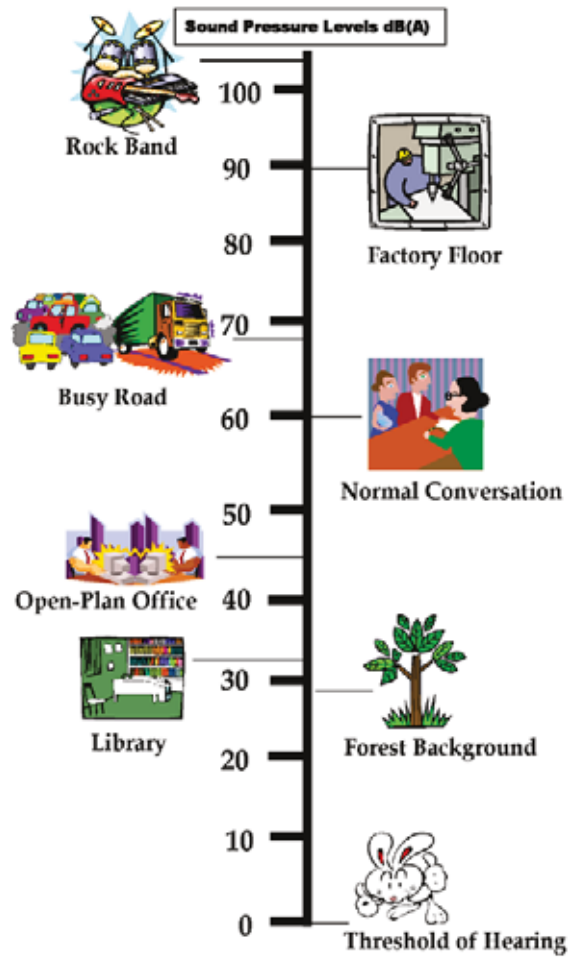 Sound Pressure Levels dB(A)
100
Rock Band
90
80
Factory Floor
70
Busy Road
60
Normal Conversation
50
Open-Plan Office
40
30
Library
Forest Background
20
10
0
Threshold of Hearing